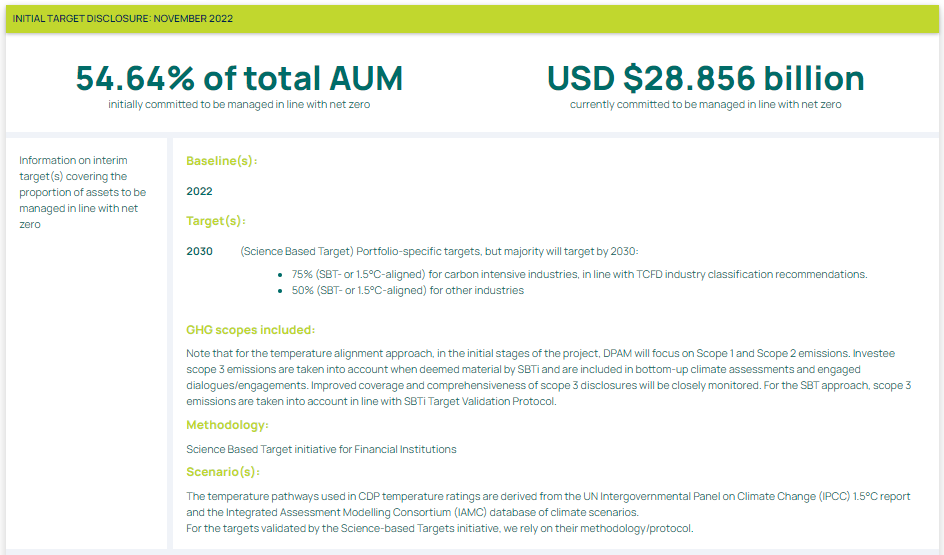 INITIAL TARGET DISCLOSURE: NOVEMBER 2022
54.64% of total AUM
initially committed to be managed in line with net zero
USD $28.856 billion
currently committed to be managed in line with net zero
Information on interim
target(s) covering the
proportion of assets to be
managed in line with net
zero
Baseline(s):
2022
Target(s):
2030 (Science Based Target) Portfolio-specific targets, but majority will target by 2030:
• 75% (SBT- or 1.5°C-aligned) for carbon intensive industries, in line with TCFD industry classification recommendations.
• 50% (SBT- or 1.5°C-aligned) for other industries
GHG scopes included:
Note that for the temperature alignment approach, in the initial stages of the project, DPAM will focus on Scope 1 and Scope 2 emissions. Investee
scope 3 emissions are taken into account when deemed material by SBTi and are included in bottom-up climate assessments and engaged
dialogues/engagements. Improved coverage and comprehensiveness of scope 3 disclosures will be closely monitored. For the SBT approach, scope 3
emissions are taken into account in line with SBTi Target Validation Protocol.
Methodology:
Science Based Target initiative for Financial Institutions
Scenario(s):
The temperature pathways used in CDP temperature ratings are derived from the UN Intergovernmental Panel on Climate Change (IPCC) 1.5°C report
and the Integrated Assessment Modelling Consortium (IAMC) database of climate scenarios.
For the targets validated by the Science-based Targets initiative, we rely on their methodology/protocol.